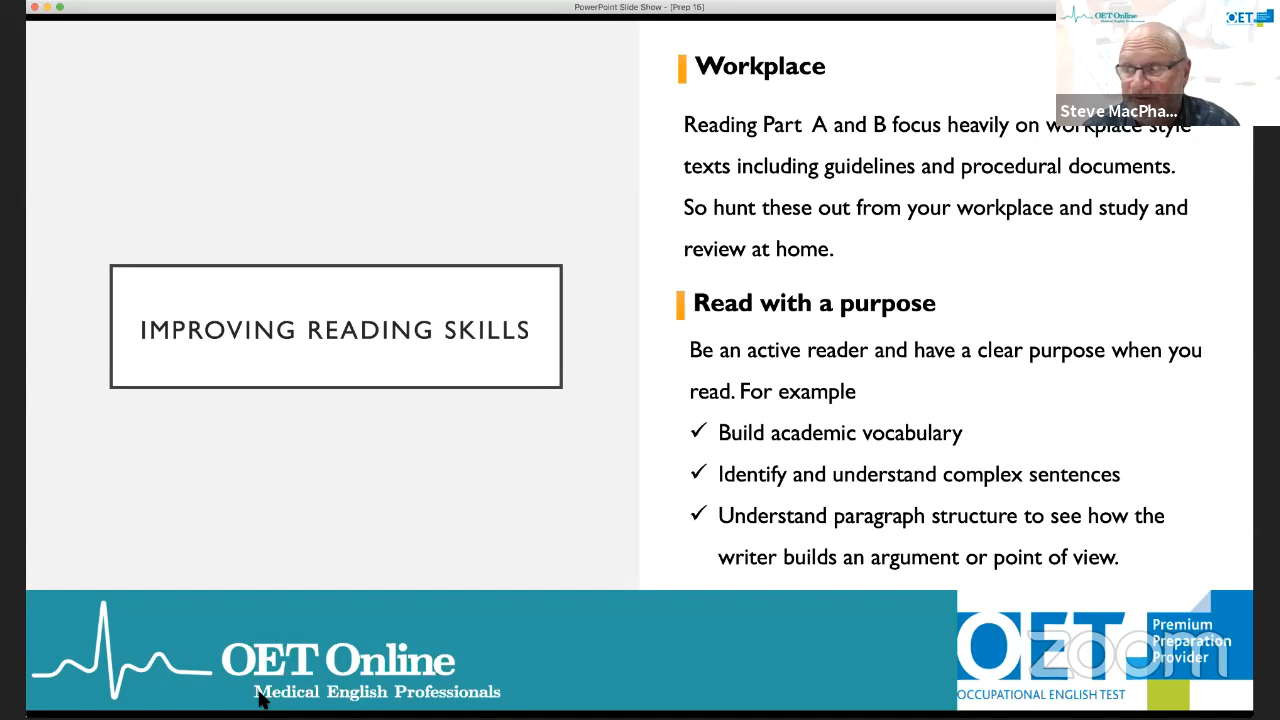 PowerPoint Slide Show - [Prep 16]
OET Online
Medical English Professionals
OET
Steve MacPha...
IMPROVING READING SKILLS
Workplace
Reading Part A and B focus heavily on workplace style
texts including guidelines and procedural documents.
So hunt these out from your workplace and study and
review at home.
Read with a purpose
Be an active reader and have a clear purpose when you
read. For example
✓ Build academic vocabulary
✓ Identify and understand complex sentences
✓ Understand paragraph structure to see how the
writer builds an argument or point of view.
OET Online
Medical English Professionals
OET
Premium
Preparation
Provider
zoom
OCCUPATIONAL ENGLISH TEST